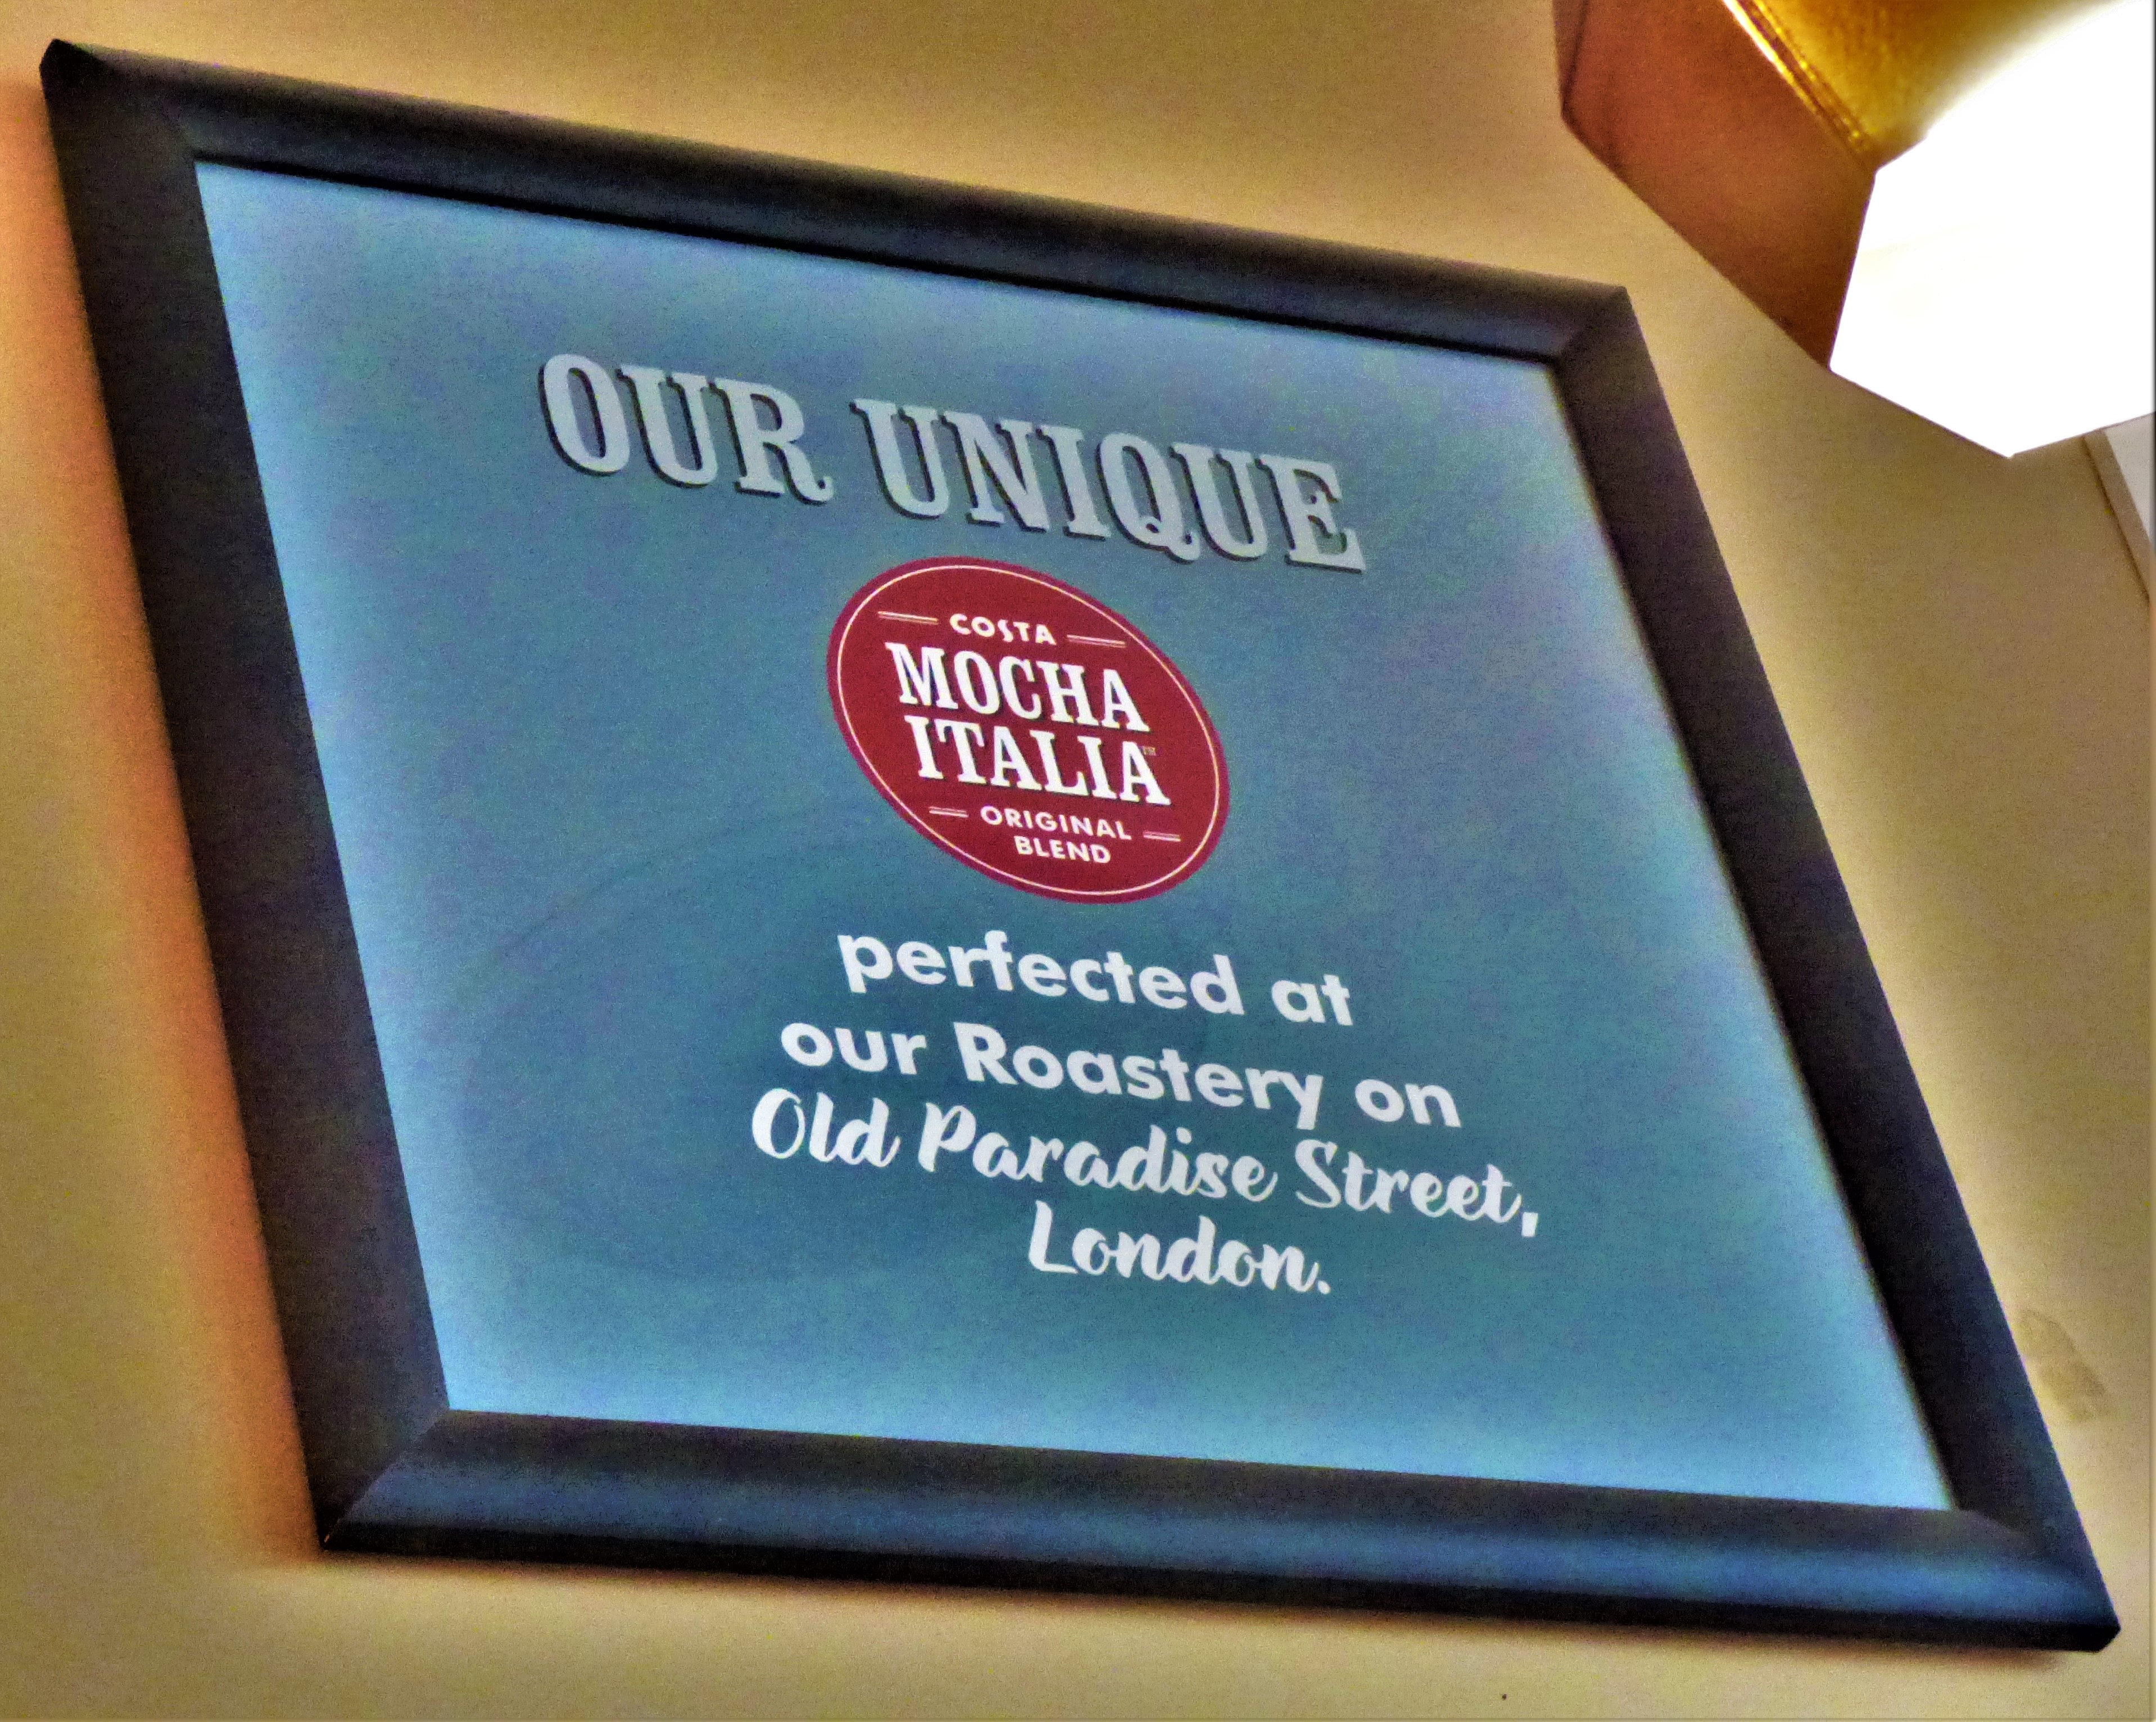 OUR UNIQUE
COSTA
MOCHA
ITALIA™
ORIGINAL
BLEND
perfected at
our Roastery on
Old Paradise Street,
London.